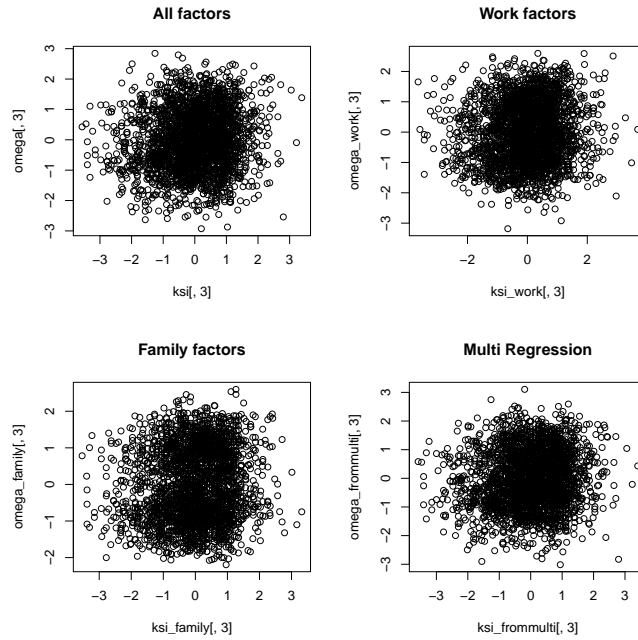 All factors
omega[, 3]
3
2
1
0
−1
−2
−3
−3 −2 −1 0 1 2 3
ksi[, 3]
Work factors
omega_work[, 3]
2
1
0
−1
−2
−3
−2 0 2
ksi_work[, 3]
Family factors
omega_family[, 3]
2
1
0
−1
−2
−3 −2 −1 0 1 2 3
ksi_family[, 3]
Multi Regression
omega_frommulti[, 3]
3
2
1
0
−1
−2
−3
−3 −2 −1 0 1 2 3
ksi_frommulti[, 3]